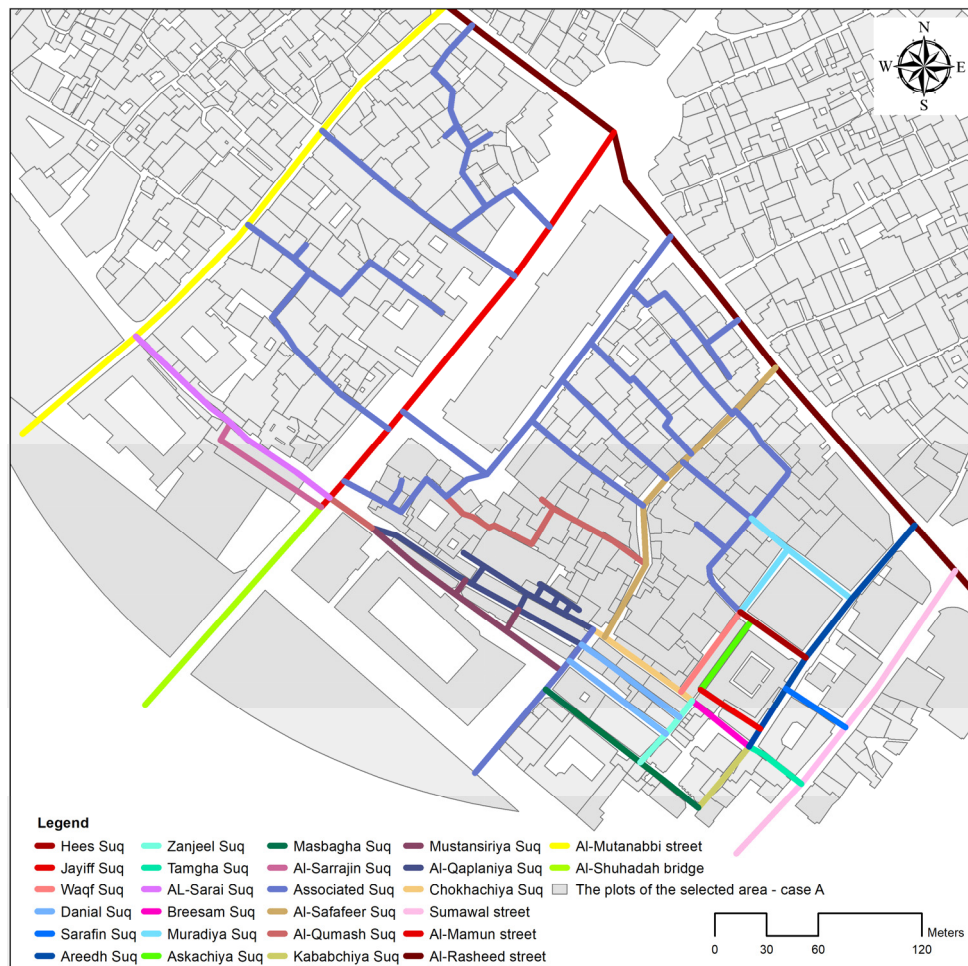 N
W E
S
Legend
Hees Suq Zanjeel Suq Masbagha Suq Mustansiriya Suq Al-Mutanabbi street
Jayiff Suq Tamgha Suq Al-Sarrajin Suq Al-Qaplaniya Suq Al-Shuhadah bridge
Waqf Suq AL-Sarai Suq Associated Suq Chokhachiya Suq The plots of the selected area - case A
Danial Suq Breesam Suq Al-Safafeer Suq Sumawal street
Sarafin Suq Muradiya Suq Al-Qumash Suq Al-Mamun street
Areedh Suq Askachiya Suq Kababchiya Suq Al-Rasheed street
Meters
0 30 60 120